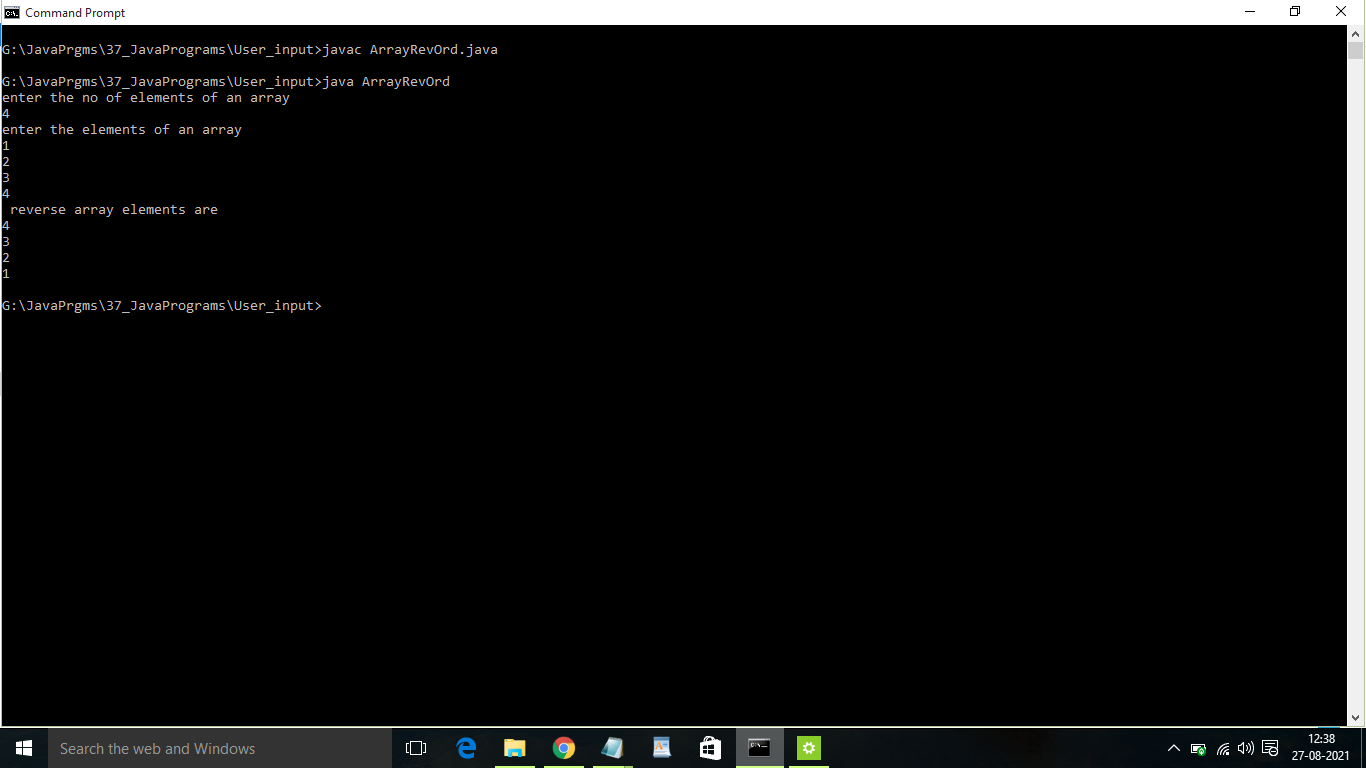 Command Prompt
G:\JavaPrgms\37_JavaPrograms\User_input>javac ArrayRevOrd.java
G:\JavaPrgms\37_JavaPrograms\User_input>java ArrayRevOrd
enter the no of elements of an array
4
enter the elements of an array
1
2
3
4
 reverse array elements are
4
3
2
1
G:\JavaPrgms\37_JavaPrograms\User_input>
Search the web and Windows
12:38
27-08-2021